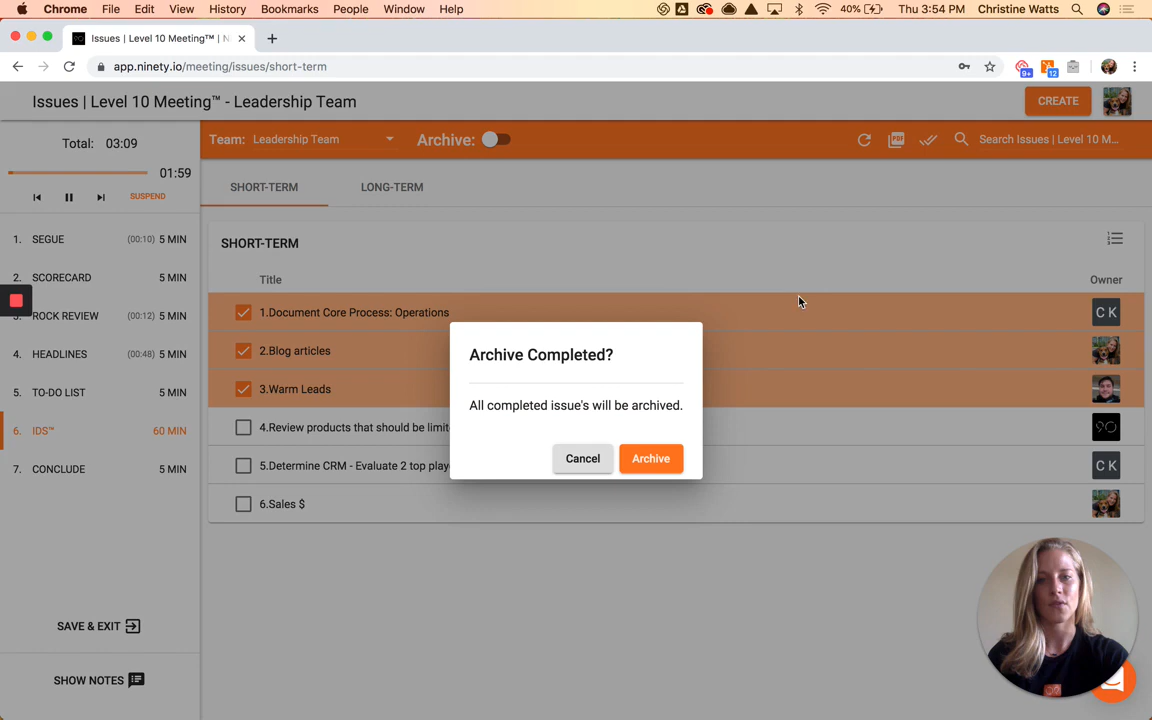 Chrome File Edit View History Bookmarks People Window Help 40% Thu 3:54 PM Christine Watts
Issues | Level 10 Meeting™ | N
app.ninety.io/meeting/issues/short-term
9+
12
Issues | Level 10 Meeting™ - Leadership Team
CREATE
Total: 03:09
Team: Leadership Team
Archive:
PDF
Search Issues | Level 10 M...
01:59
SUSPEND
SHORT-TERM
LONG-TERM
1. SEGUE (00:10) 5 MIN
2. SCORECARD 5 MIN
3. ROCK REVIEW (00:12) 5 MIN
4. HEADLINES (00:48) 5 MIN
5. TO-DO LIST 5 MIN
6. IDS™ 60 MIN
7. CONCLUDE 5 MIN
SHORT-TERM
Title
Owner
1.Document Core Process: Operations
C K
2.Blog articles
3.Warm Leads
4.Review products that should be limit
90
5.Determine CRM - Evaluate 2 top play
C K
6.Sales $
Archive Completed?
All completed issue's will be archived.
Cancel
Archive
SAVE & EXIT
SHOW NOTES